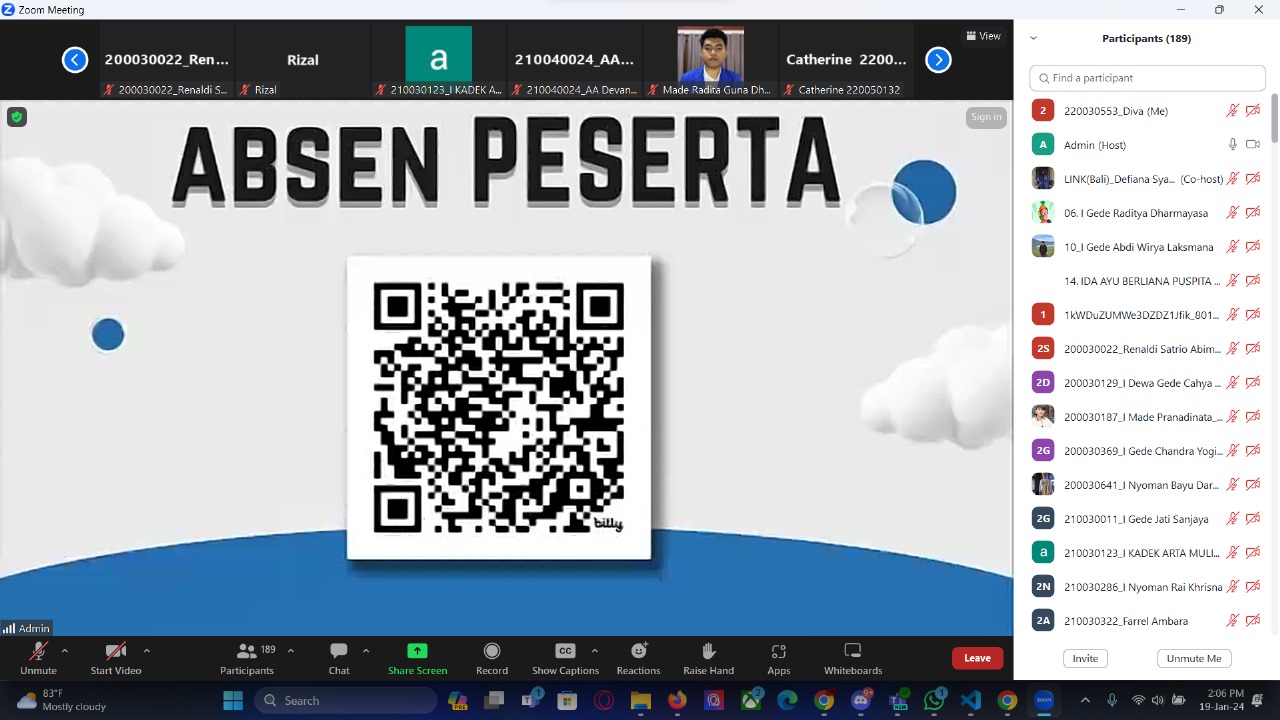 Zoom Meeting
200030022_Ren...
Rizal
a
210040024_AA...
Catherine 2200...
View
200030022_Renaldi S...
Rizal
210030123_I KADEK A...
210040024_AA Devan...
Made Radita Guna Dh...
Catherine 220050132
Sign in
ABSEN PESERTA
billy
Admin
Participants (189)
Find a participant
2 220030553_Diva (Me)
A Admin (Host)
LINK(Bali)_Defiana Sya... (Co-host)
06. I Gede Raditya Dharmayasa
10_I Gede Abdi Wirya Laksmana
14. IDA AYU BERLIANA PUSPITA ...
2S 200030022_Renaldi Satrio Abim...
2D 200030129_I Dewa Gede Cahya ...
200030187_I Made Pranadinata_...
2G 200030369_I Gede Chandra Yogi...
200030641_I Nyoman Bayu Dar...
2G 210030011_I Gede Jati Sanjaya
a 210030123_I KADEK ARTA MULI...
2N 210030286_I Nyoman Rai Khrisna
2A 210030322_Farrel Ambara
Invite
Unmute Me
Unmute
Start Video
189
Participants
Chat
Share Screen
CC
Show Captions
Record
Reactions
Raise Hand
Apps
Whiteboards
Leave
83°F
Mostly cloudy
Search
2:06 PM
19-Jan-24